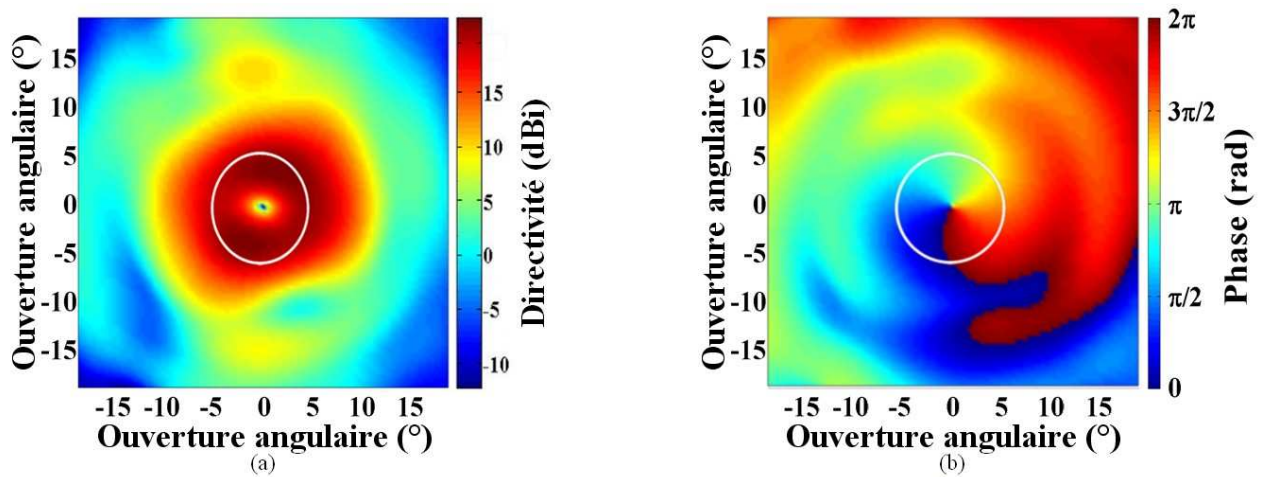 Ouverture angulaire (°)
15
10
5
0
-5
-10
-15
-15 -10 -5 0 5 10 15
Ouverture angulaire (°)
(a)
15
10
5
0
-5
-10
Directivité (dBi)
Ouverture angulaire (°)
15
10
5
0
-5
-10
-15
-15 -10 -5 0 5 10 15
Ouverture angulaire (°)
(b)
2π
3π/2
π
π/2
0
Phase (rad)